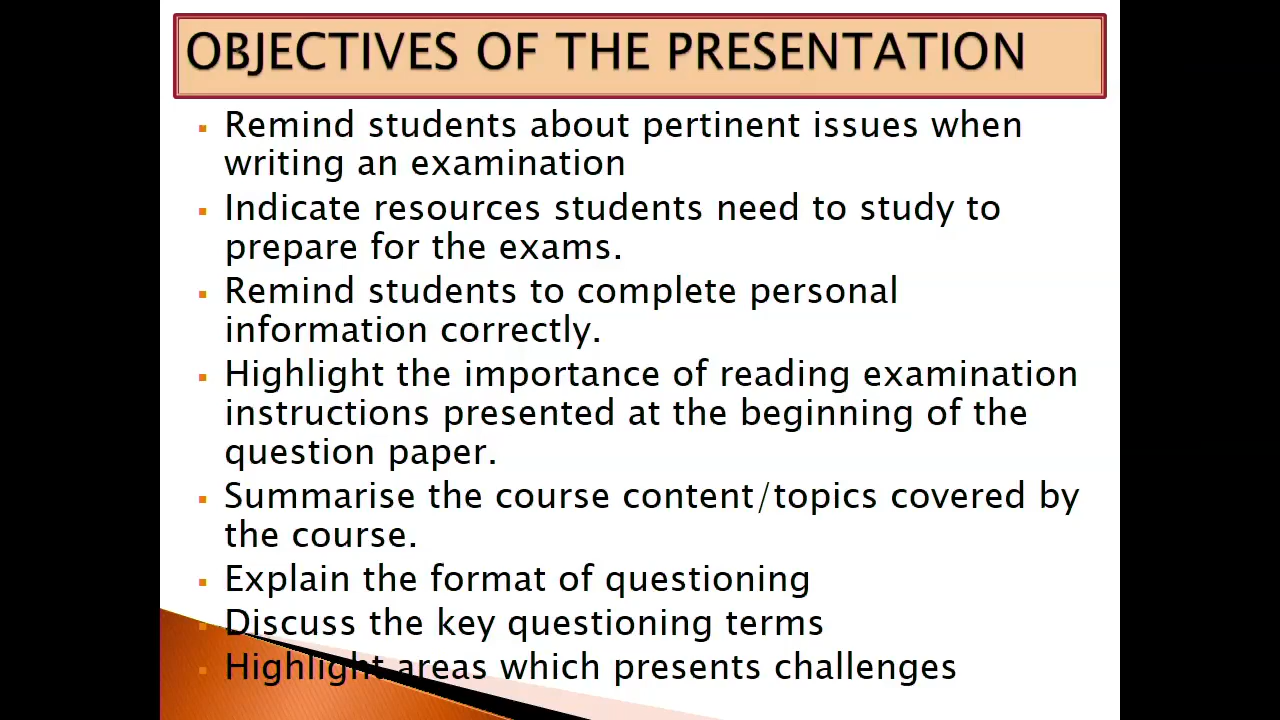 OBJECTIVES OF THE PRESENTATION
Remind students about pertinent issues when
writing an examination
Indicate resources students need to study to
prepare for the exams.
Remind students to complete personal
information correctly.
Highlight the importance of reading examination
instructions presented at the beginning of the
question paper.
Summarise the course content/topics covered by
the course.
Explain the format of questioning
Discuss the key questioning terms
Highlight areas which presents challenges